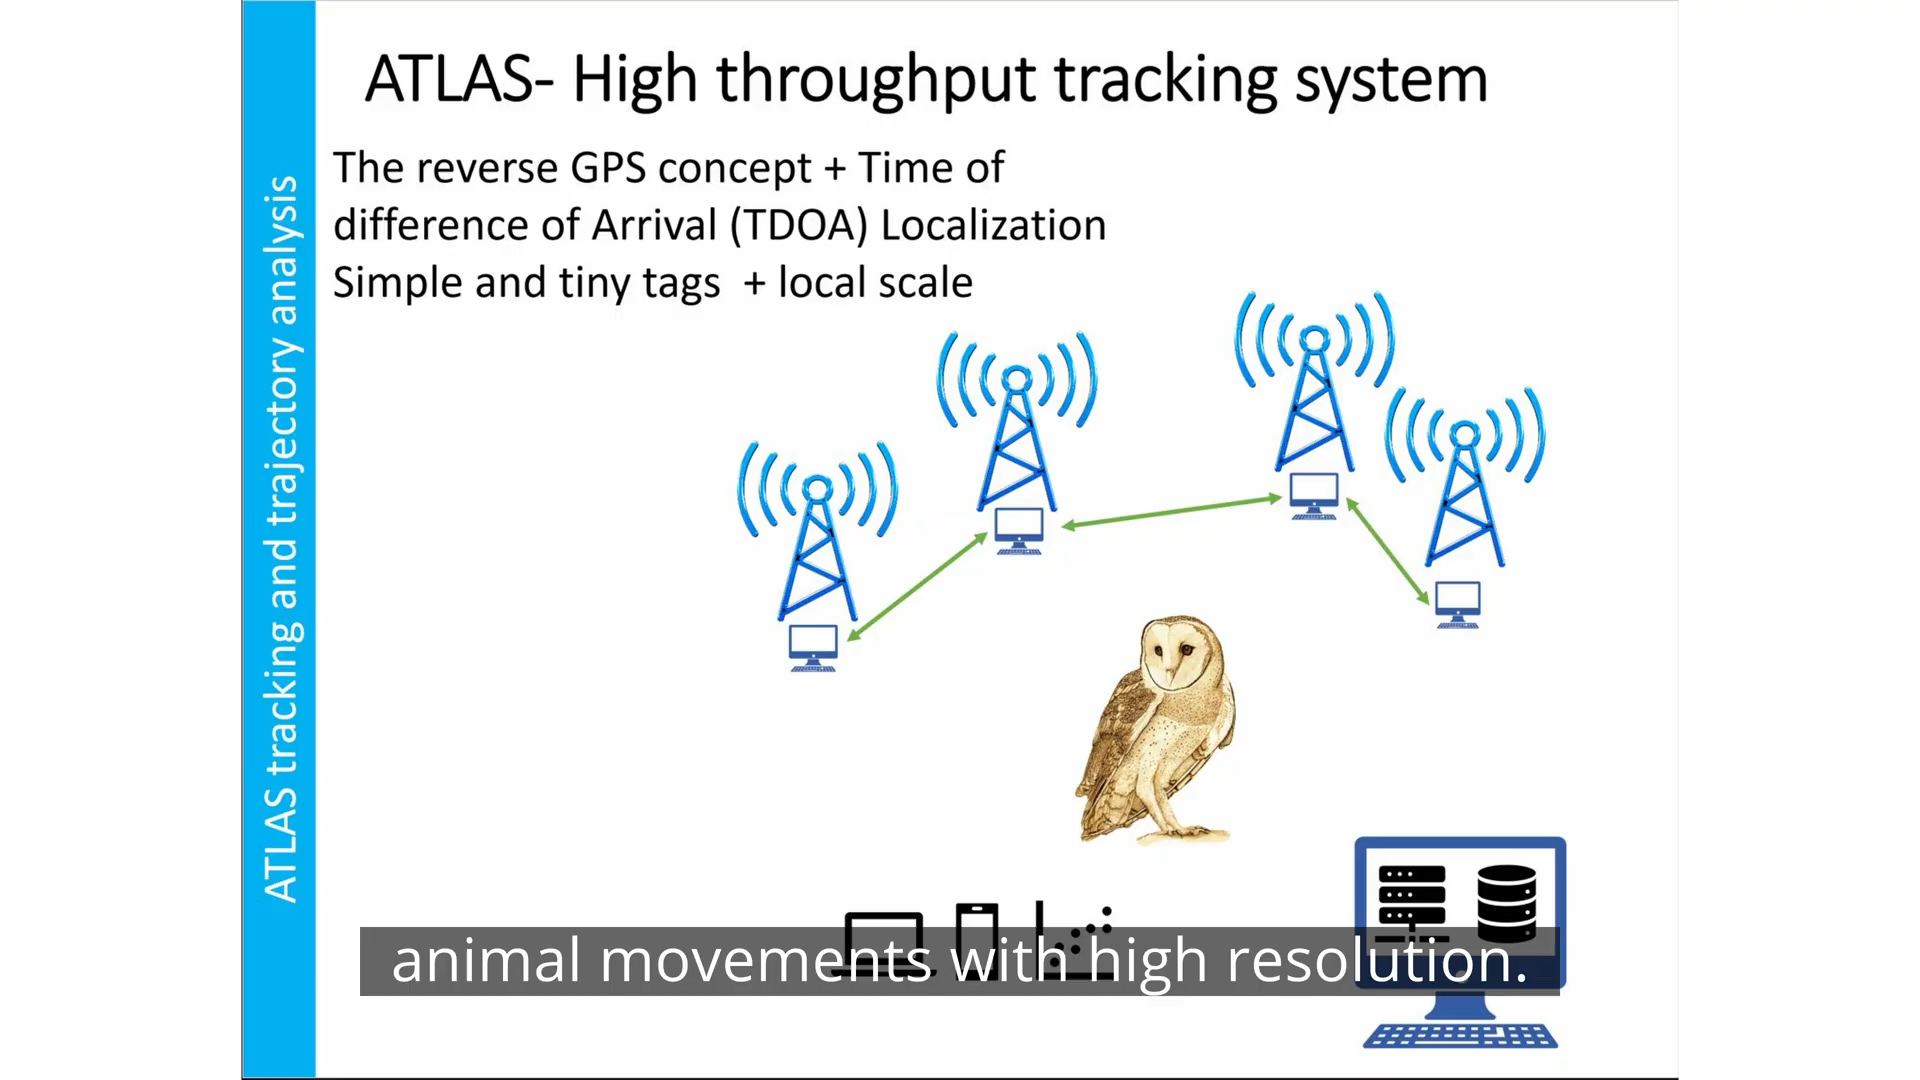 ATLAS- High throughput tracking system
The reverse GPS concept + Time of
difference of Arrival (TDOA) Localization
Simple and tiny tags + local scale
ATLAS tracking and trajectory analysis
animal movements with high resolution.